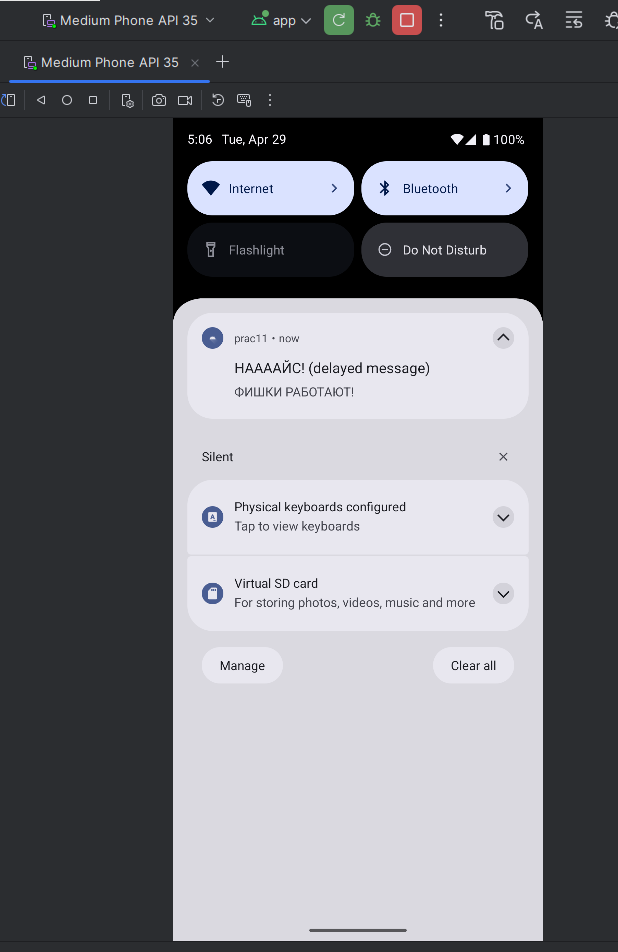 Medium Phone API 35
app
Medium Phone API 35
5:06 Tue, Apr 29
100%
Internet
Bluetooth
Flashlight
Do Not Disturb
prac11 • now
НААААЙС! (delayed message)
ФИШКИ РАБОТАЮТ!
Silent
Physical keyboards configured
Tap to view keyboards
Virtual SD card
For storing photos, videos, music and more
Manage
Clear all